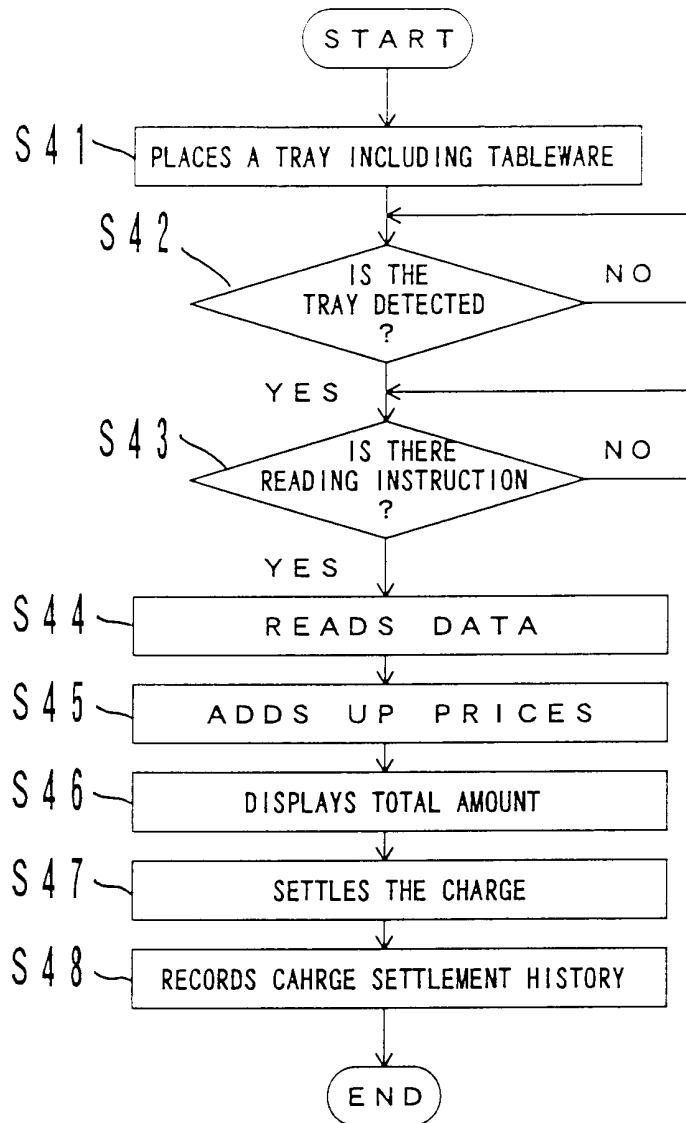 START
S41
PLACES A TRAY INCLUDING TABLEWARE
S42
IS THE
TRAY DETECTED
?
NO
YES
S43
IS THERE
READING INSTRUCTION
?
NO
YES
S44
READS DATA
S45
ADDS UP PRICES
S46
DISPLAYS TOTAL AMOUNT
S47
SETTLES THE CHARGE
S48
RECORDS CAHRGE SETTLEMENT HISTORY
END